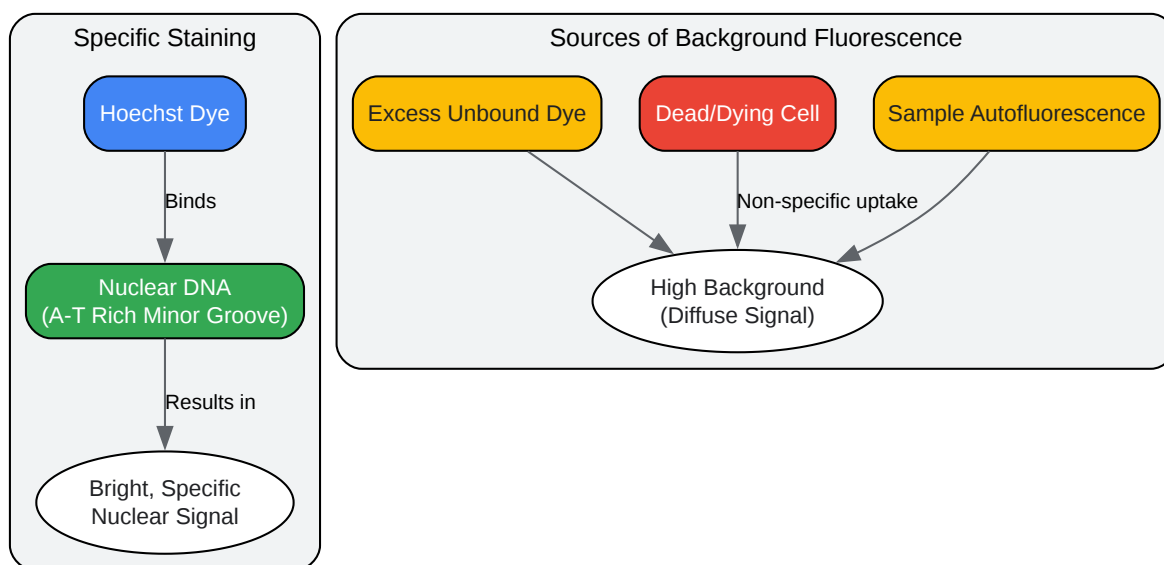 Specific Staining
Hoechst Dye
Binds
Nuclear DNA
(A-T Rich Minor Groove)
Results in
Bright, Specific
Nuclear Signal
Sources of Background Fluorescence
Excess Unbound Dye
Dead/Dying Cell
Sample Autofluorescence
Non-specific uptake
High Background
(Diffuse Signal)